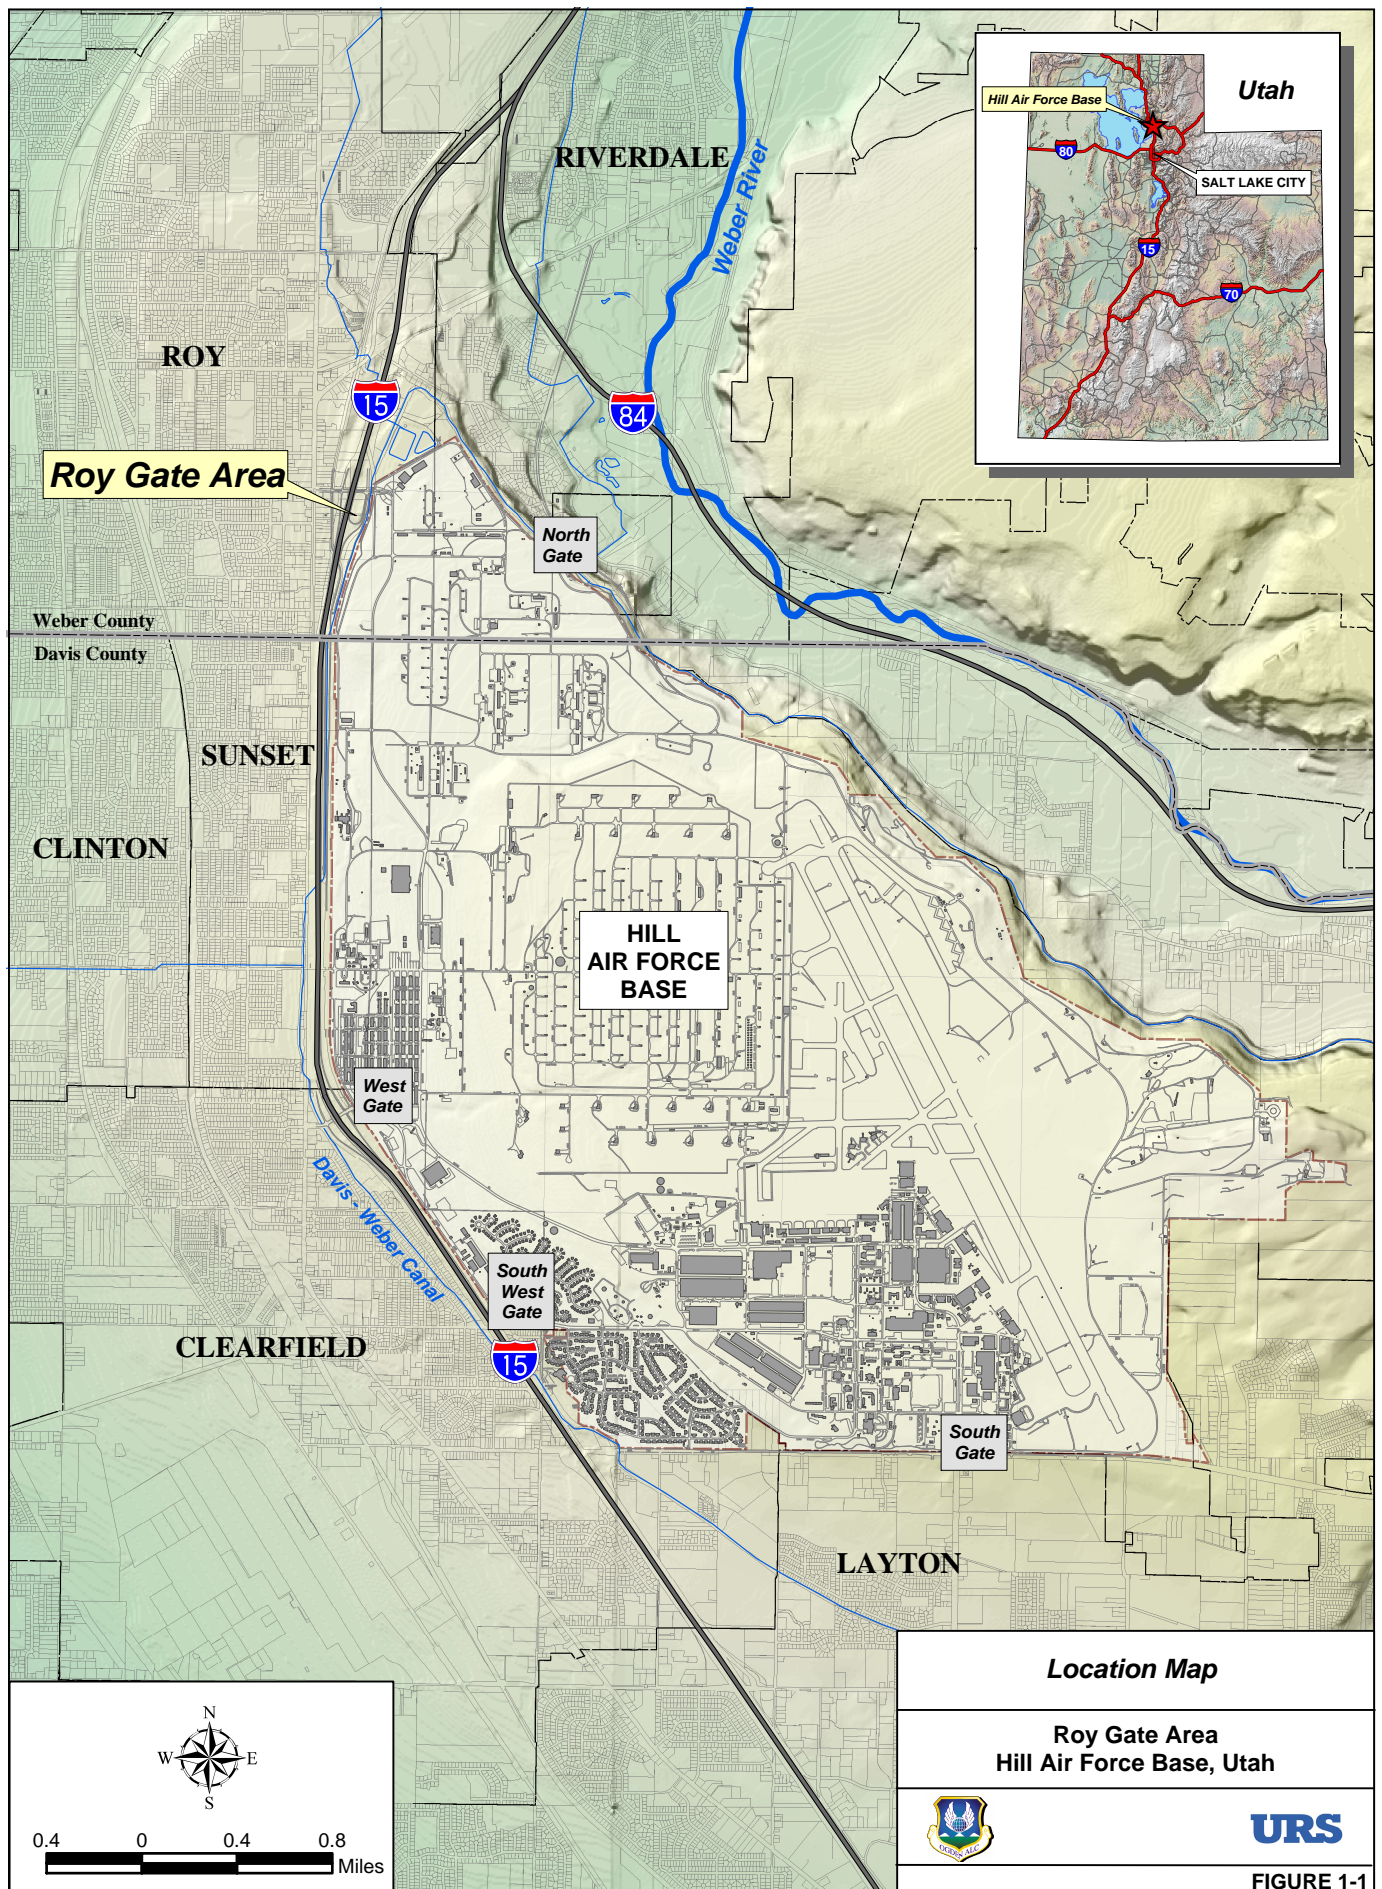 Utah
Hill Air Force Base
80
SALT LAKE CITY
15
70
RIVERDALE
Weber River
ROY
15
84
Roy Gate Area
North
Gate
Weber County
Davis County
SUNSET
CLINTON
HILL
AIR FORCE
BASE
West
Gate
Davis - Weber Canal
South
West
Gate
CLEARFIELD
15
South
Gate
LAYTON
Location Map
Roy Gate Area
Hill Air Force Base, Utah
OGDEN ALC
URS
FIGURE 1-1
N
W
E
S
0.4 0 0.4 0.8
Miles